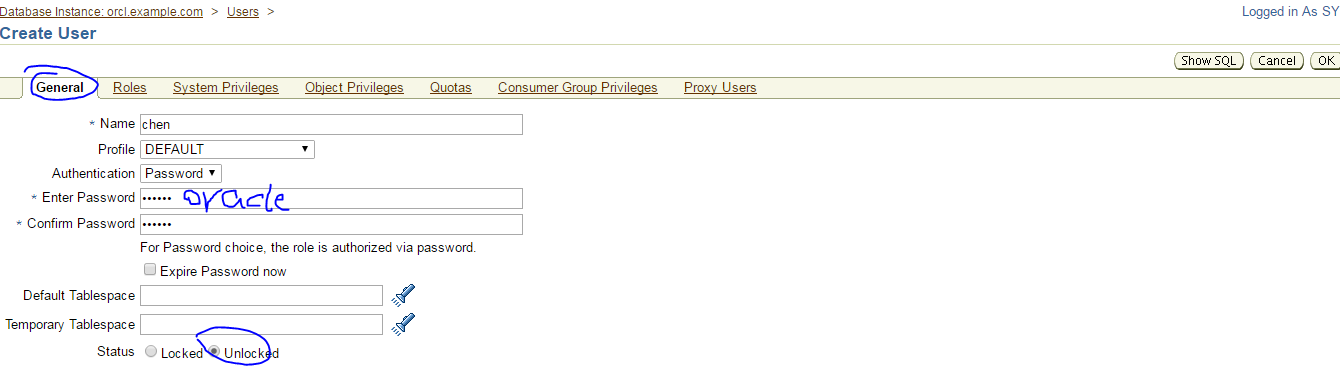 Database Instance: orcl.example.com > Users > Logged in As SY
Create User
Show SQL Cancel OK
General Roles System Privileges Object Privileges Quotas Consumer Group Privileges Proxy Users
* Name chen
Profile DEFAULT
Authentication Password
* Enter Password •••••• oracle
* Confirm Password ••••••
For Password choice, the role is authorized via password.
Expire Password now
Default Tablespace
Temporary Tablespace
Status Locked Unlocked